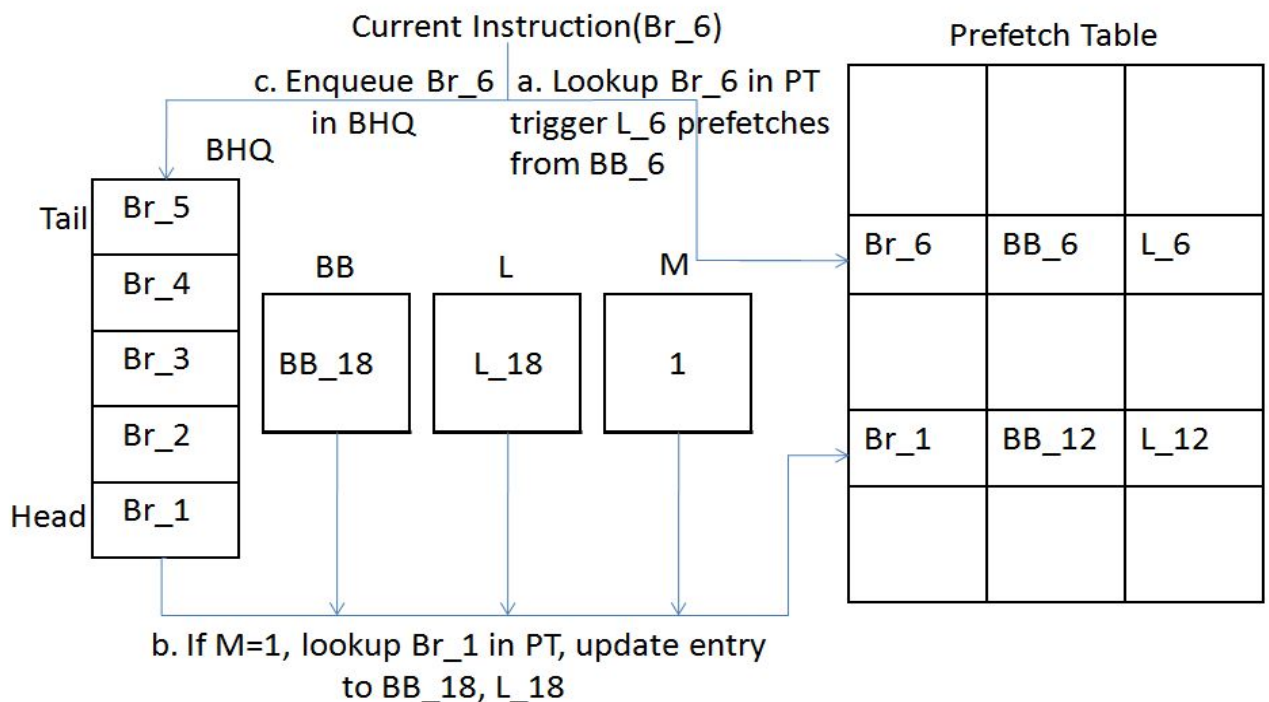 Current Instruction(Br_6)
Prefetch Table
c. Enqueue Br_6
in BHQ
a. Lookup Br_6 in PT
trigger L_6 prefetches
from BB_6
BHQ
Tail
Br_5
Br_4
Br_3
Br_2
Head
Br_1
BB
L
M
BB_18
L_18
1
Br_6
BB_6
L_6
Br_1
BB_12
L_12
b. If M=1, lookup Br_1 in PT, update entry
to BB_18, L_18